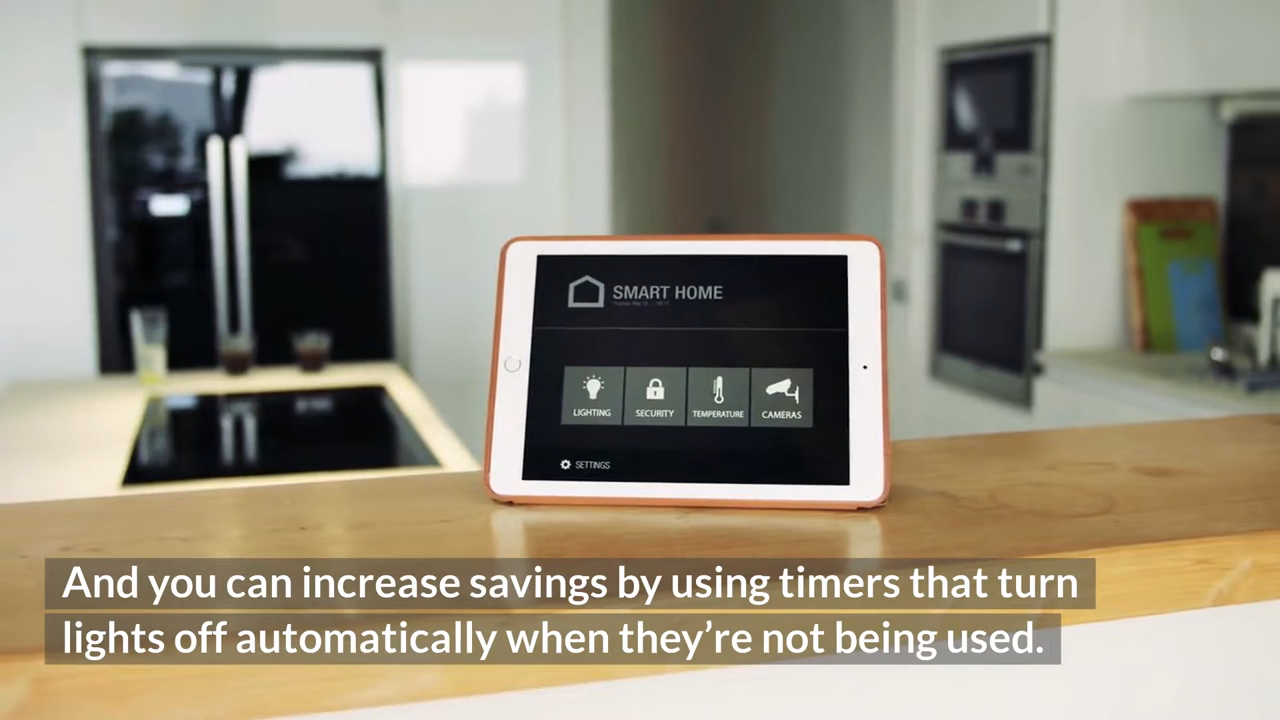 SMART HOME
LIGHTING
SECURITY
TEMPERATURE
CAMERAS
SETTINGS
And you can increase savings by using timers that turn
lights off automatically when they’re not being used.